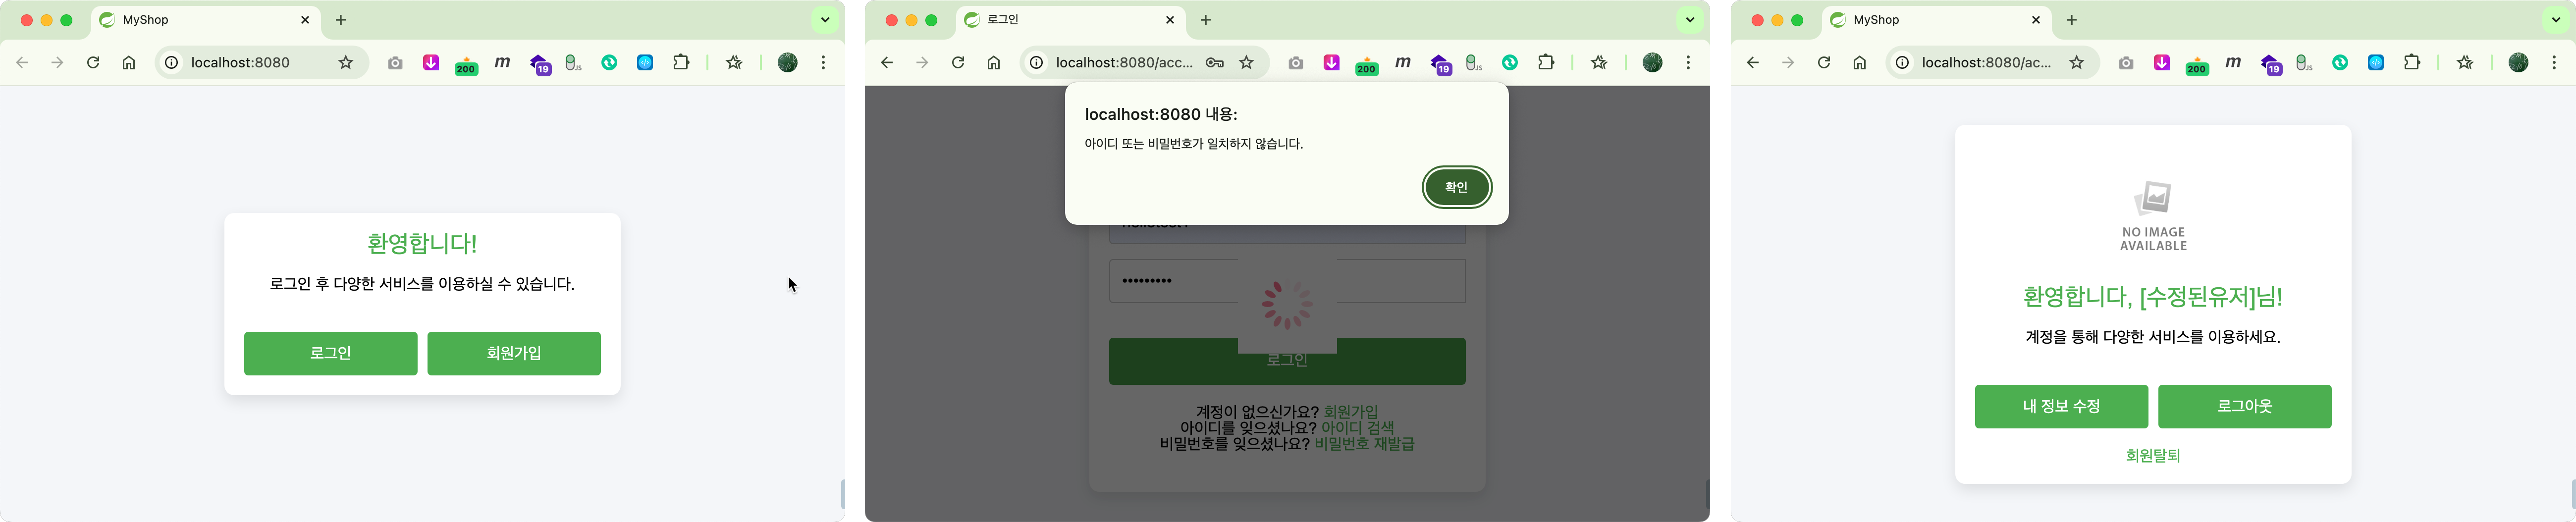 MyShop
localhost:8080
200
19
JS
환영합니다!
로그인 후 다양한 서비스를 이용하실 수 있습니다.
로그인
회원가입
로그인
localhost:8080/acc...
200
19
JS
localhost:8080 내용:
아이디 또는 비밀번호가 일치하지 않습니다.
확인
로그인
계정이 없으신가요? 회원가입
아이디를 잊으셨나요? 아이디 검색
비밀번호를 잊으셨나요? 비밀번호 재발급
MyShop
localhost:8080/ac...
200
19
JS
NO IMAGE
AVAILABLE
환영합니다, [수정된유저]님!
계정을 통해 다양한 서비스를 이용하세요.
내 정보 수정
로그아웃
회원탈퇴